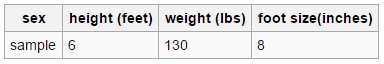 sex height (feet) weight (lbs) foot size(inches)
sample 6 130 8